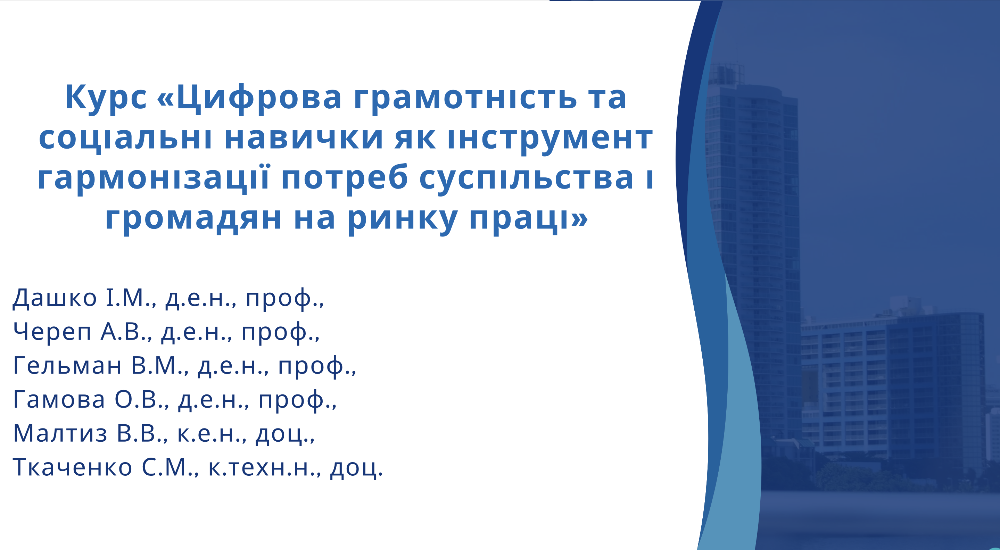 Курс «Цифрова грамотність та
соціальні навички як інструмент
гармонізації потреб суспільства і
громадян на ринку праці»
Дашко І.М., д.е.н., проф.,
Череп А.В., д.е.н., проф.,
Гельман В.М., д.е.н., проф.,
Гамова О.В., д.е.н., проф.,
Малтиз В.В., к.е.н., доц.,
Ткаченко С.М., к.техн.н., доц.